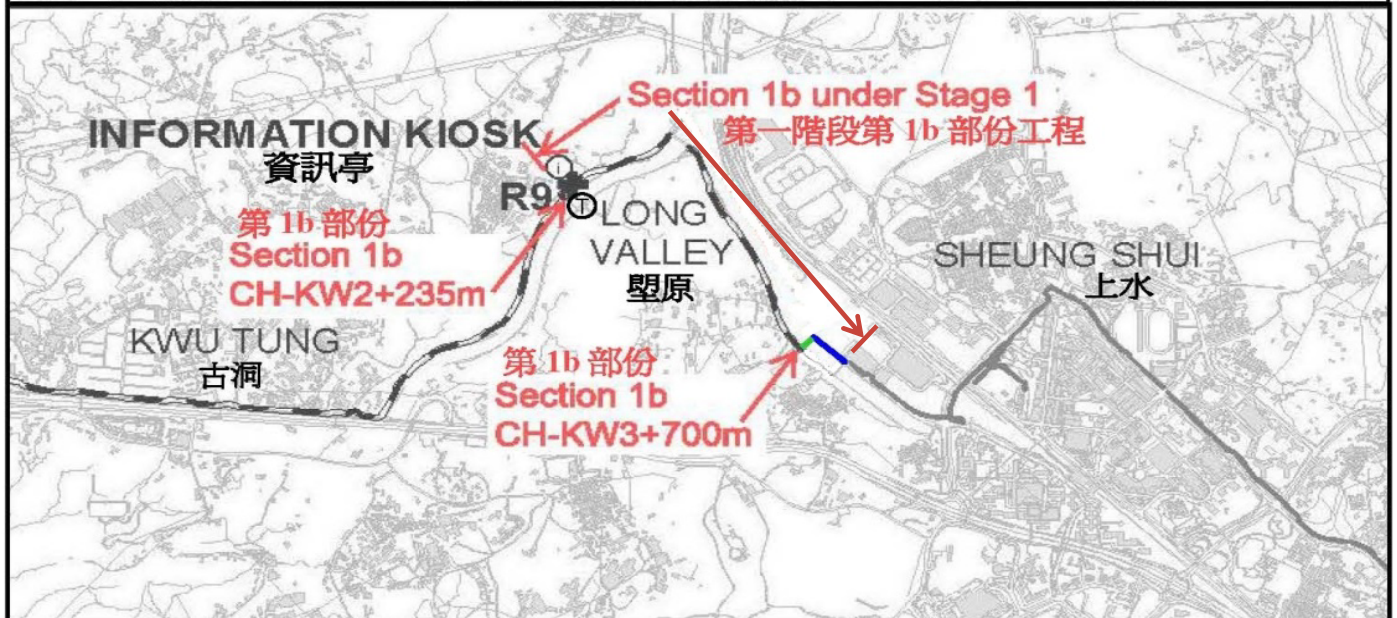 Section 1b under Stage 1
第一階段第 1b 部份工程
INFORMATION KIOSK
資訊亭
I
R9
T
第 1b 部份
Section 1b
CH-KW2+235m
LONG
VALLEY
塱原
SHEUNG SHUI
上水
KWU TUNG
古洞
第 1b 部份
Section 1b
CH-KW3+700m